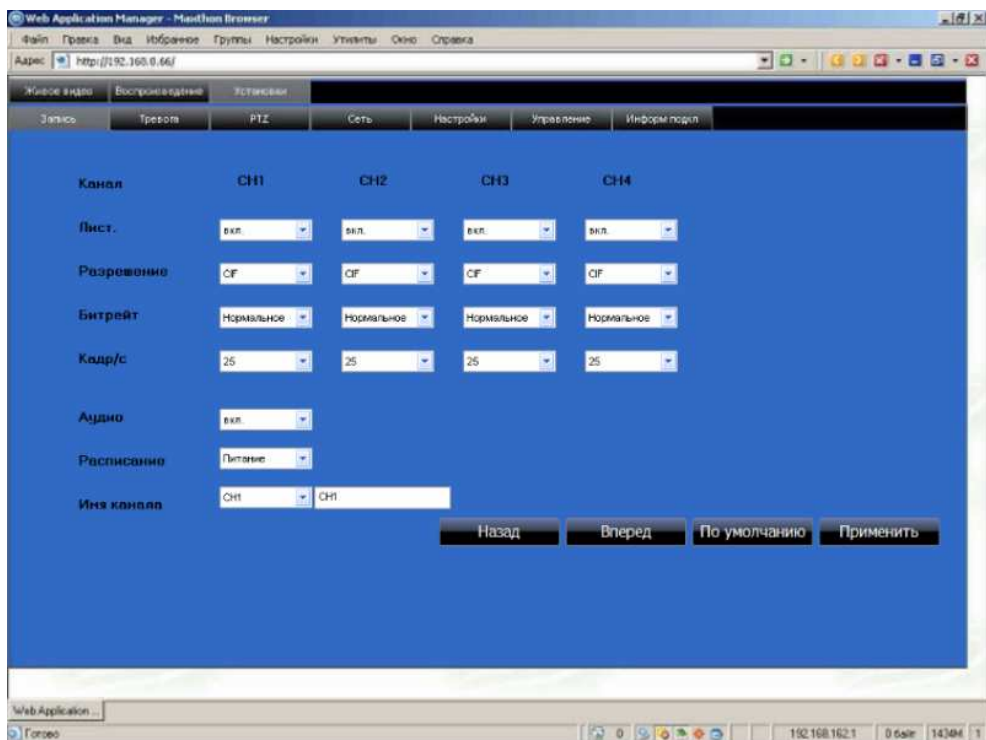 Web Application Manager - Maxthon Browser
Файл Правка Вид Избранное Группы Настройки Утилиты Окно Справка
Адрес http://192.168.0.66/
Живое видео Воспроизведение Установки
Запись Тревога PTZ Сеть Настройки Управление Информ подкл
Канал CH1 CH2 CH3 CH4
Лист. вкл. вкл. вкл. вкл.
Разрешение CIF CIF CIF CIF
Битрейт Нормальное Нормальное Нормальное Нормальное
Кадр/с 25 25 25 25
Аудио вкл.
Расписание Питание
Имя канала CH1 CH1
Назад Вперед По умолчанию Применить
Web Application ...
Готово 0 192.168.162.1 0 байт 1434M 1